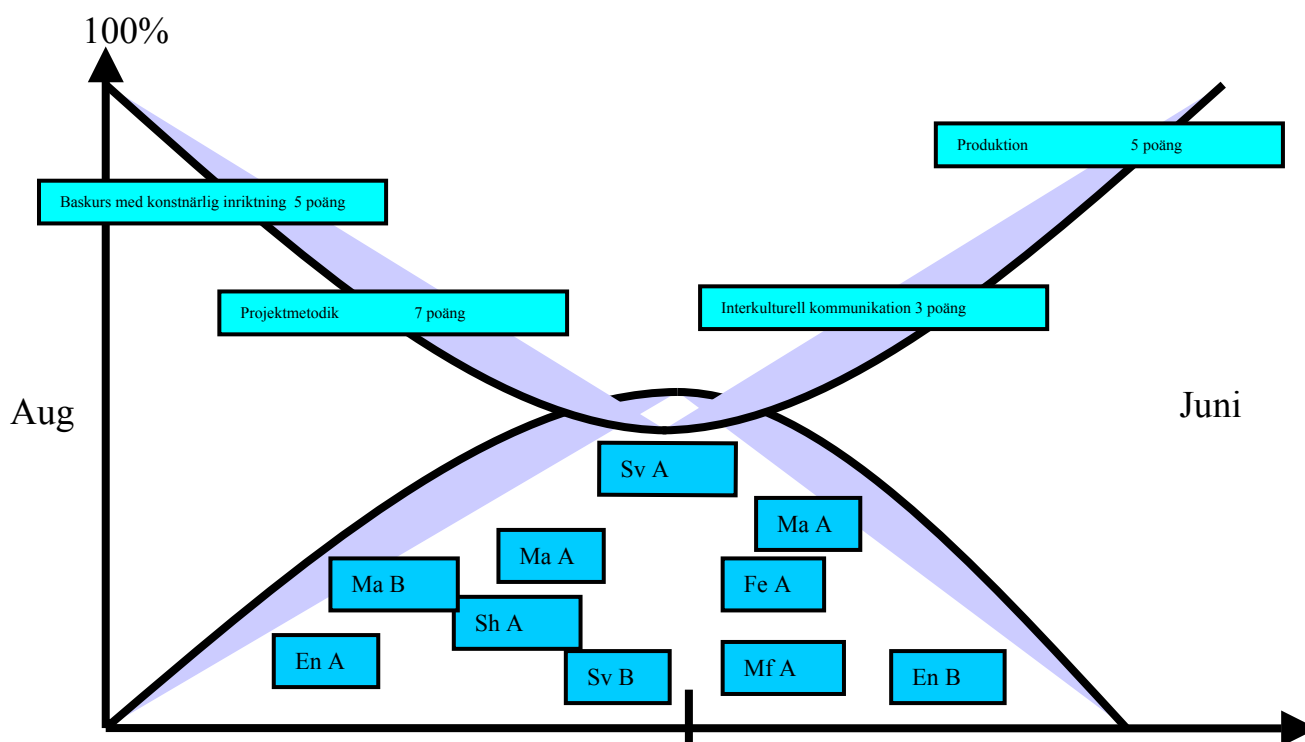 100%
Produktion 5 poäng
Baskurs med konstnärlig inriktning 5 poäng
Projektmetodik 7 poäng
Interkulturell kommunikation 3 poäng
Aug
Juni
Sv A
Ma A
Ma A
Ma B
Fe A
Sh A
En A
Sv B
Mf A
En B